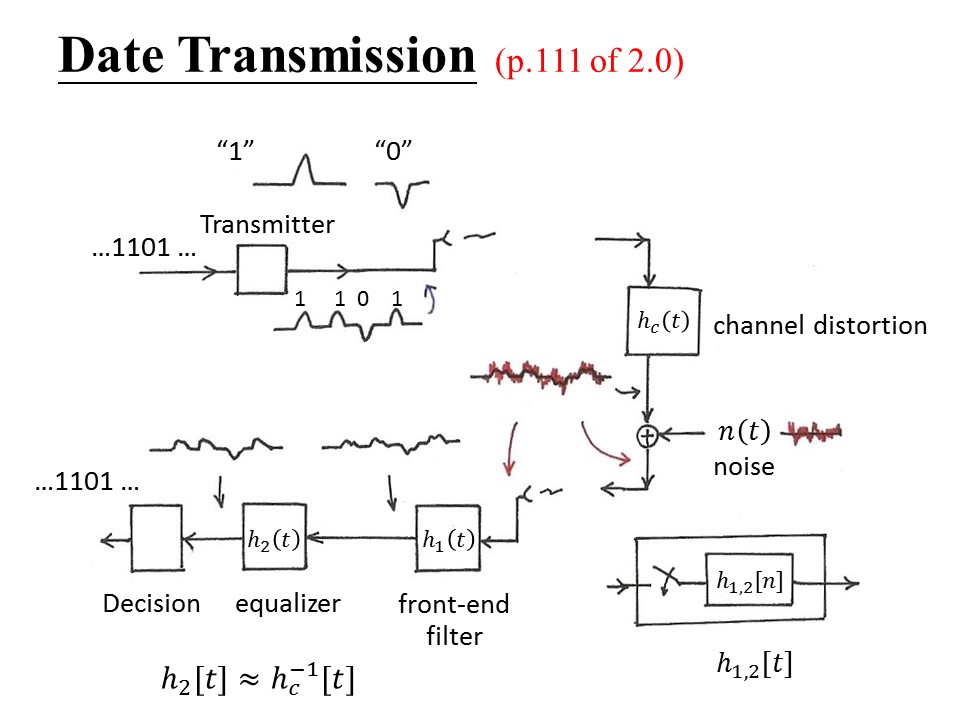 Date Transmission (p.111 of 2.0)
“1” “0”
Transmitter
…1101 …
1 1 0 1
h_c(t) channel distortion
n(t)
noise
…1101 …
h_2(t) h_1(t)
Decision equalizer front-end
filter
h_{1,2}[n]
h_{1,2}[t]
h_2[t] ≈ h_c^{-1}[t]